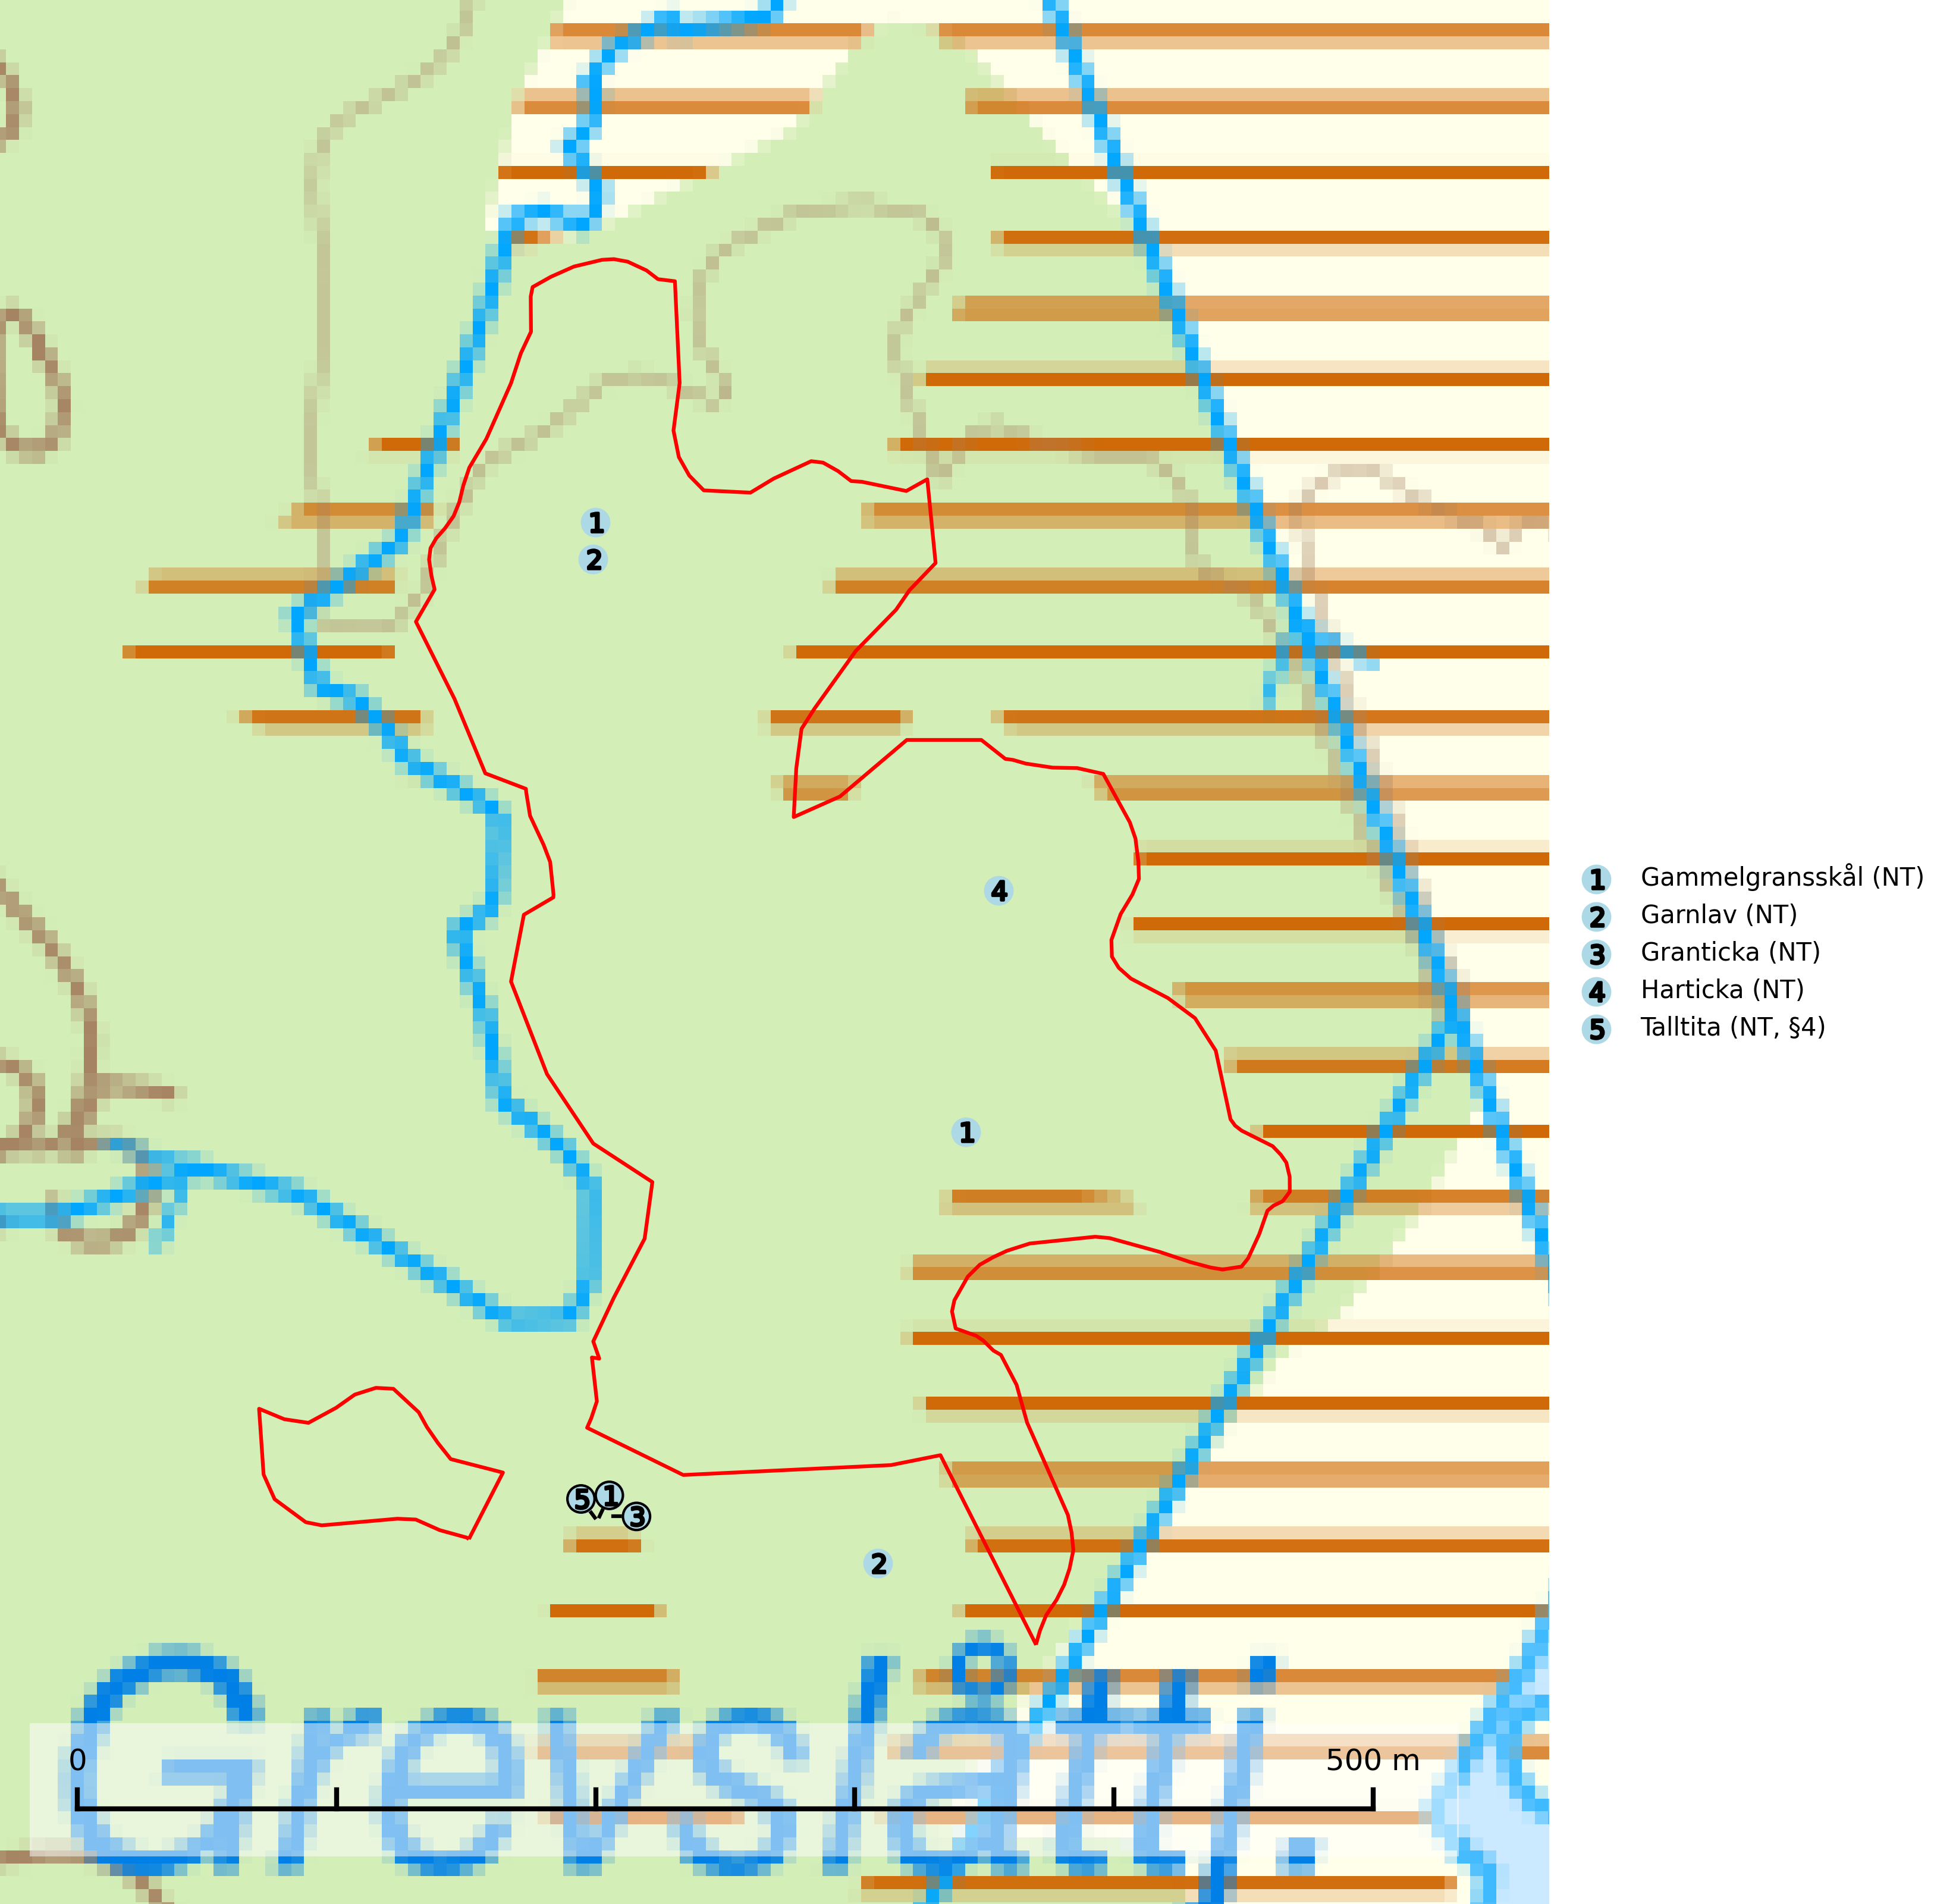 1
2
4
1
5 1 3
2
1 Gammelgransskål (NT)
2 Garnlav (NT)
3 Granticka (NT)
4 Harticka (NT)
5 Talltita (NT, §4)
Grevslått.
0 500 m